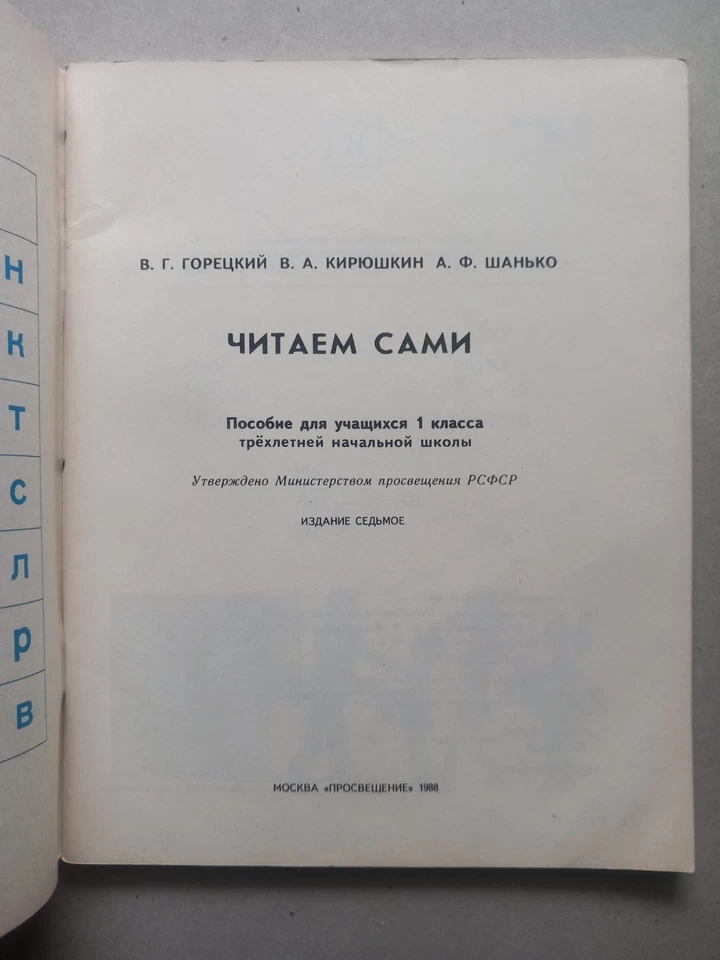 Н
К
Т
С
Л
Р
В
В. Г. ГОРЕЦКИЙ В. А. КИРЮШКИН А. Ф. ШАНЬКО
ЧИТАЕМ САМИ
Пособие для учащихся 1 класса
трёхлетней начальной школы
Утверждено Министерством просвещения РСФСР
ИЗДАНИЕ СЕДЬМОЕ
МОСКВА «ПРОСВЕЩЕНИЕ» 1988